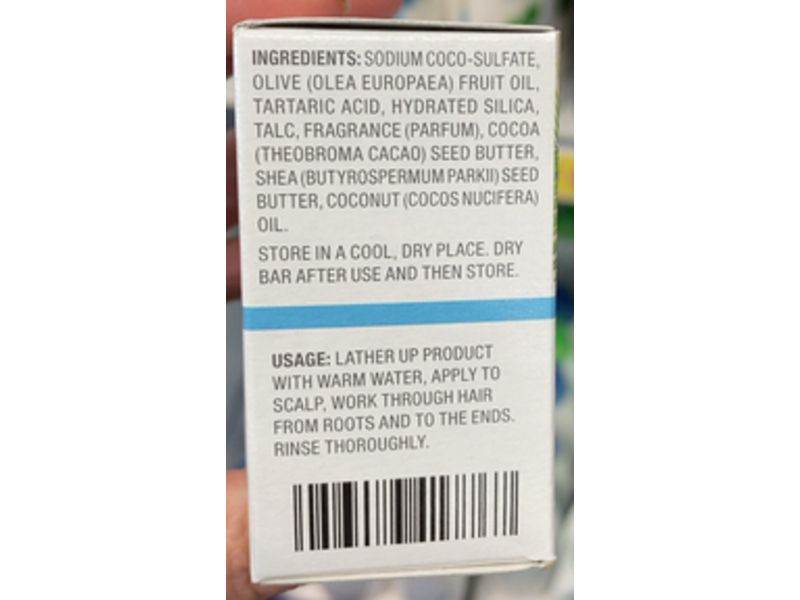 INGREDIENTS: SODIUM COCO-SULFATE,
OLIVE (OLEA EUROPAEA) FRUIT OIL,
TARTARIC ACID, HYDRATED SILICA,
TALC, FRAGRANCE (PARFUM), COCOA
(THEOBROMA CACAO) SEED BUTTER,
SHEA (BUTYROSPERMUM PARKII) SEED
BUTTER, COCONUT (COCOS NUCIFERA)
OIL.
STORE IN A COOL, DRY PLACE. DRY
BAR AFTER USE AND THEN STORE.
USAGE: LATHER UP PRODUCT
WITH WARM WATER, APPLY TO
SCALP, WORK THROUGH HAIR
FROM ROOTS AND TO THE ENDS.
RINSE THOROUGHLY.